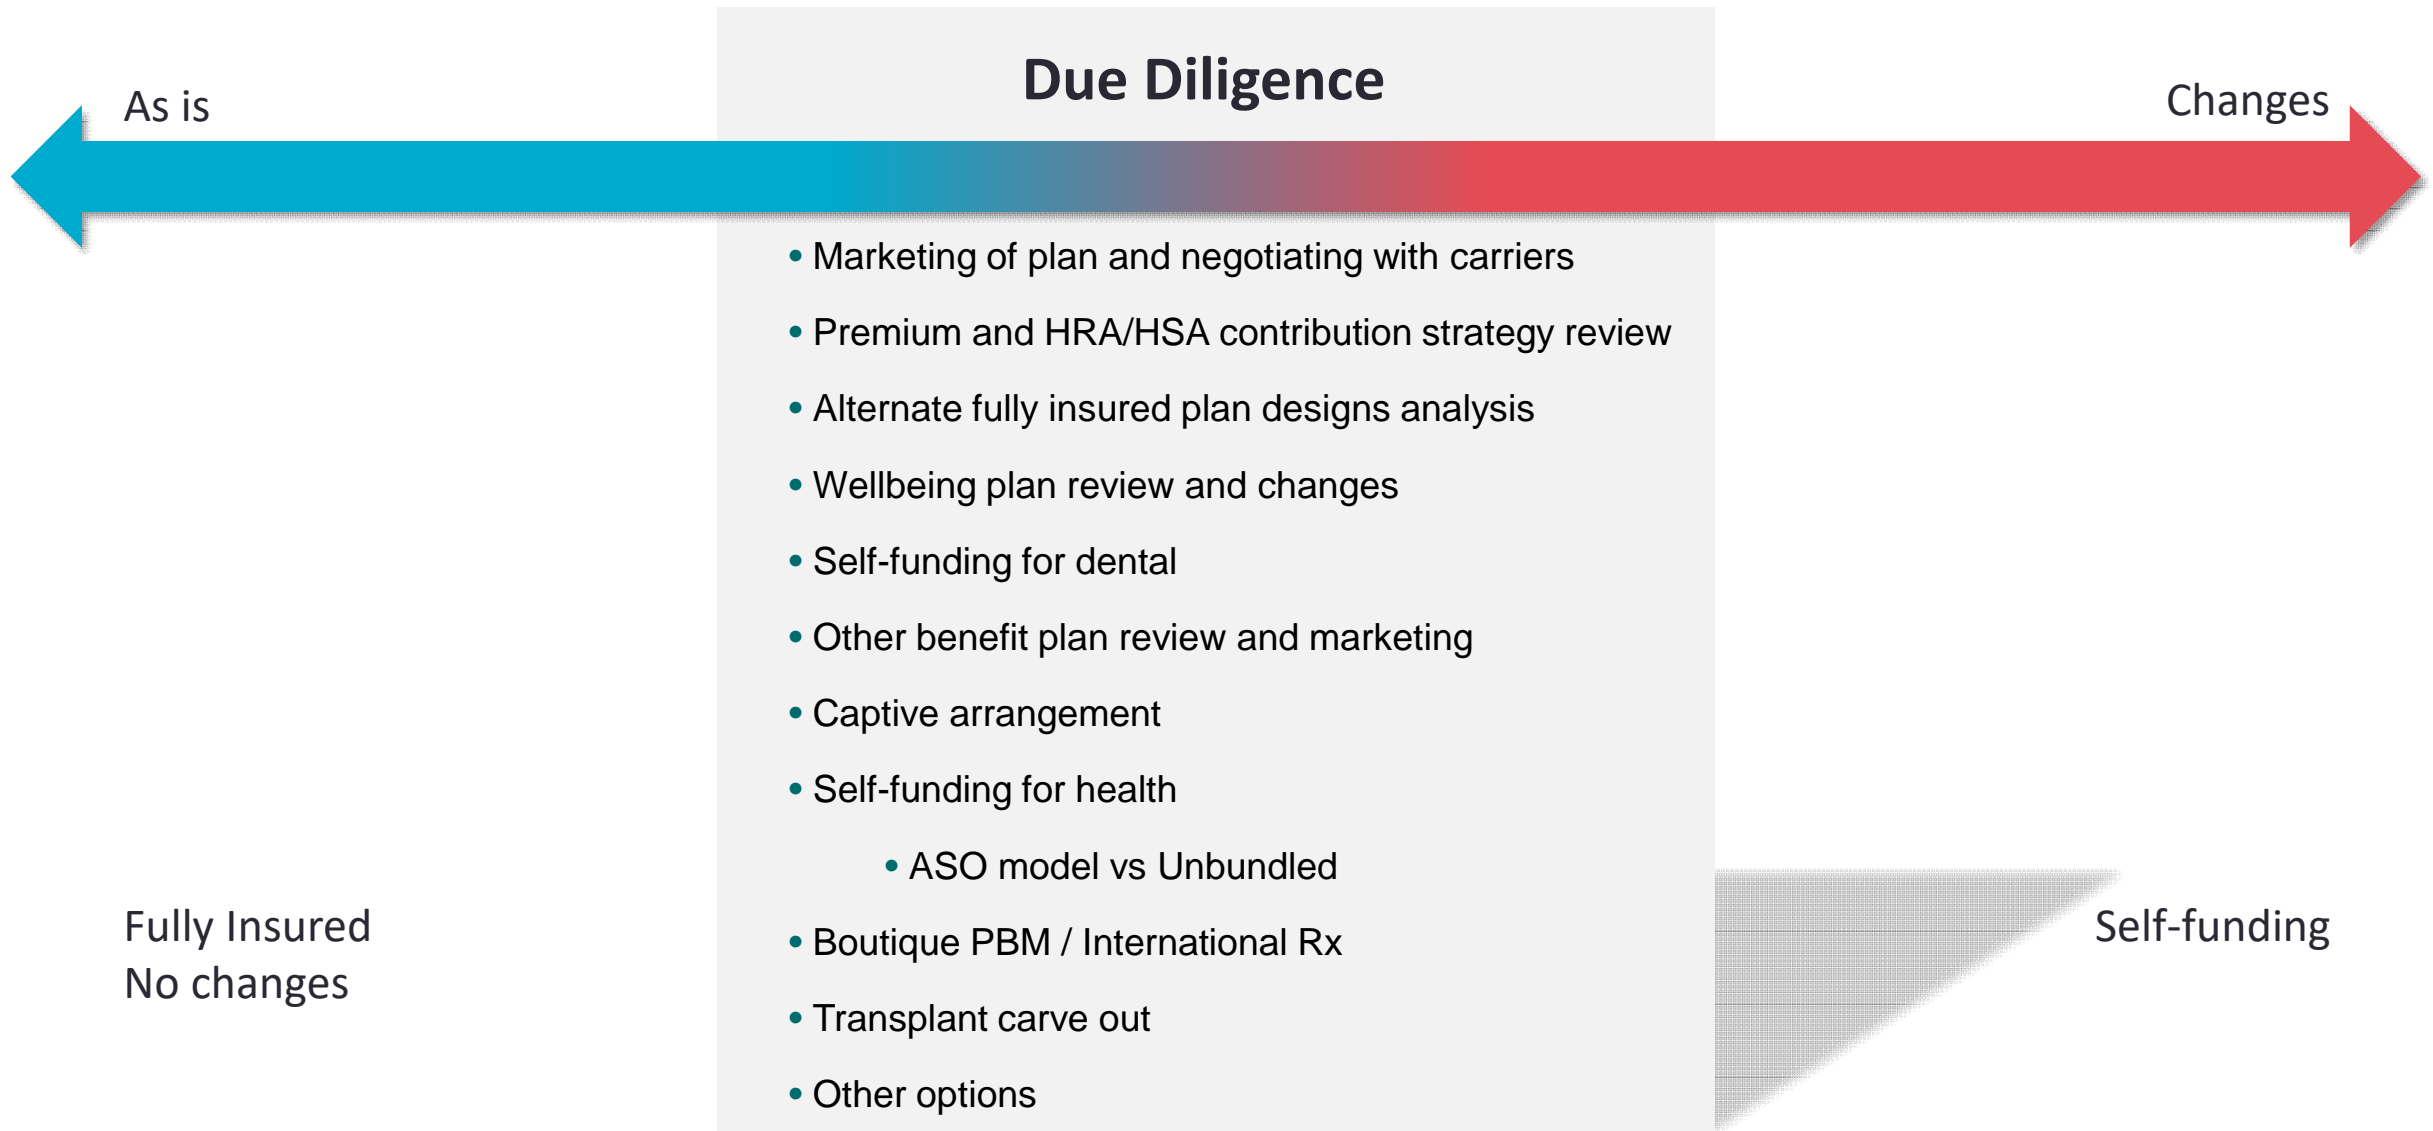 Due Diligence
As is
Changes
• Marketing of plan and negotiating with carriers
• Premium and HRA/HSA contribution strategy review
• Alternate fully insured plan designs analysis
• Wellbeing plan review and changes
• Self-funding for dental
• Other benefit plan review and marketing
• Captive arrangement
• Self-funding for health
• ASO model vs Unbundled
• Boutique PBM / International Rx
• Transplant carve out
• Other options
Fully Insured
No changes
Self-funding